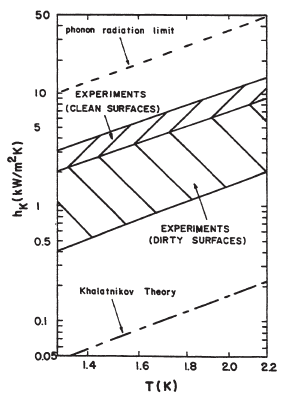 50
phonon radiation limit
10
EXPERIMENTS
(CLEAN SURFACES)
5
hK(kW/m²K)
1
EXPERIMENTS
(DIRTY SURFACES)
0.5
Khalatnikov Theory
0.1
0.05
1.4 1.6 1.8 2.0 2.2
T(K)